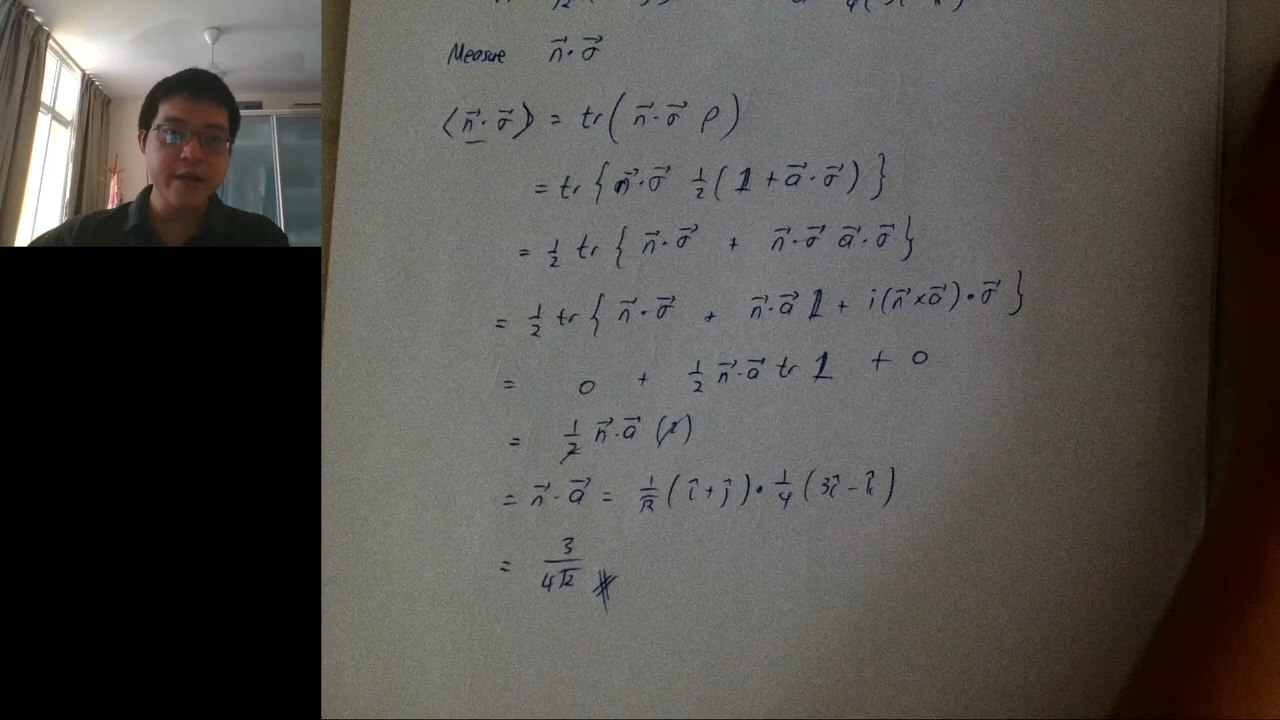 Measure n⃗·σ⃗
⟨n⃗·σ⃗⟩ = tr(n⃗·σ⃗ ρ)
= tr{n⃗·σ⃗ ½(𝟙 + a⃗·σ⃗)}
= ½ tr{n⃗·σ⃗ + n⃗·σ⃗ a⃗·σ⃗}
= ½ tr{n⃗·σ⃗ + n⃗·a⃗ 𝟙 + i(n⃗×a⃗)·σ⃗}
= 0 + ½ n⃗·a⃗ tr 𝟙 + 0
= ½ n⃗·a⃗ (2)
= n⃗·a⃗ = 1/√2 (î+ĵ)·¼(3î−k̂)
= 3/4√2